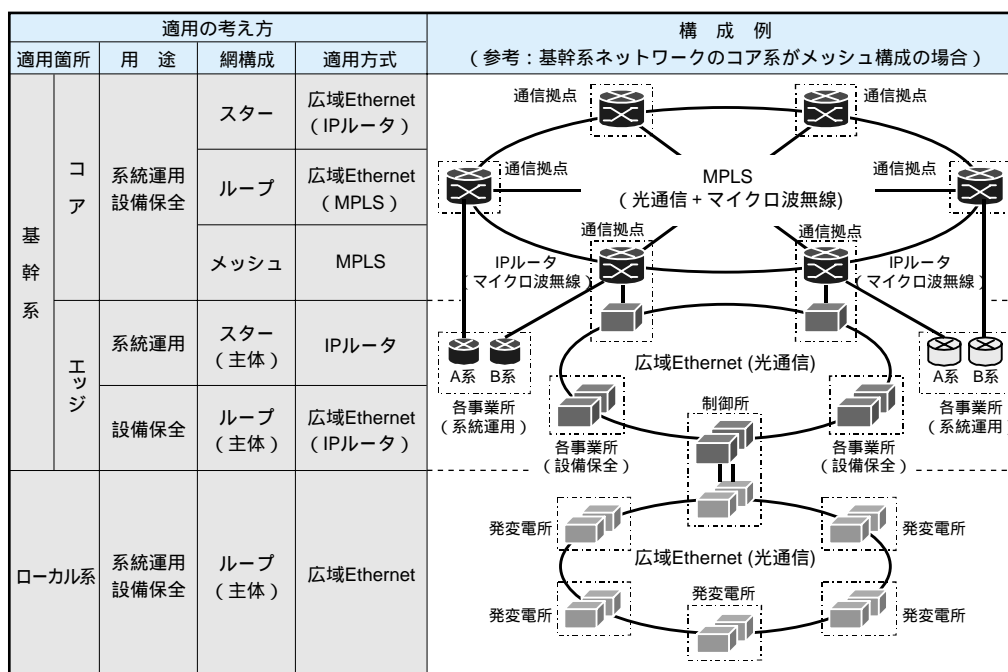 適用の考え方
構 成 例
適用箇所
用 途
網構成
適用方式
(参考:基幹系ネットワークのコア系がメッシュ構成の場合)
基幹系
コア
系統運用
設備保全
スター
広域Ethernet
(IPルータ)
ループ
広域Ethernet
(MPLS)
メッシュ
MPLS
エッジ
系統運用
スター
(主体)
IPルータ
設備保全
ループ
(主体)
広域Ethernet
(IPルータ)
ローカル系
系統運用
設備保全
ループ
(主体)
広域Ethernet
通信拠点
通信拠点
通信拠点
通信拠点
MPLS
(光通信+マイクロ波無線)
通信拠点
通信拠点
IPルータ
(マイクロ波無線)
IPルータ
(マイクロ波無線)
A系
B系
各事業所
(系統運用)
広域Ethernet (光通信)
A系
B系
各事業所
(系統運用)
制御所
各事業所
(設備保全)
各事業所
(設備保全)
発変電所
発変電所
広域Ethernet (光通信)
発変電所
発変電所
発変電所